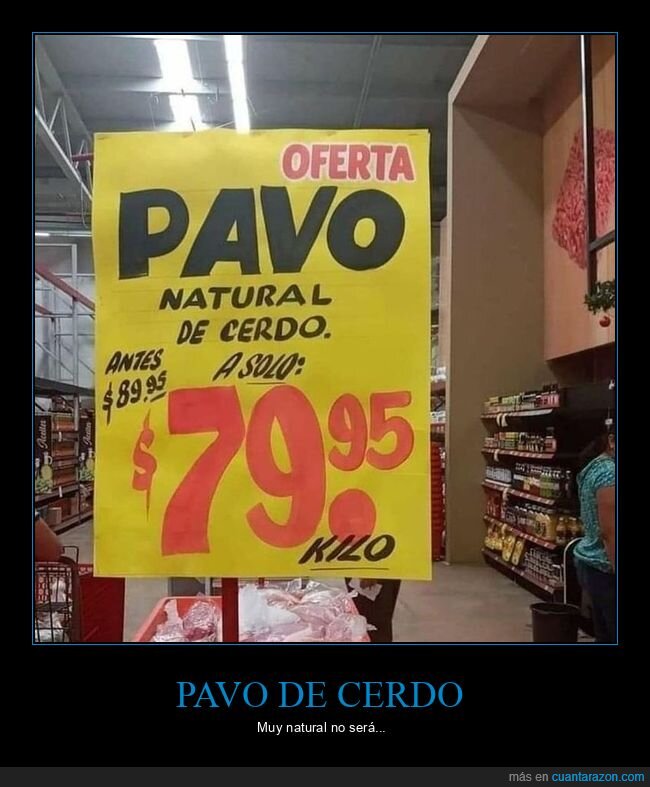 OFERTA
PAVO
NATURAL
DE CERDO.
ANTES
$89.95
A SOLO:
$79.95
KILO
PAVO DE CERDO
Muy natural no será...
más en cuantarazon.com